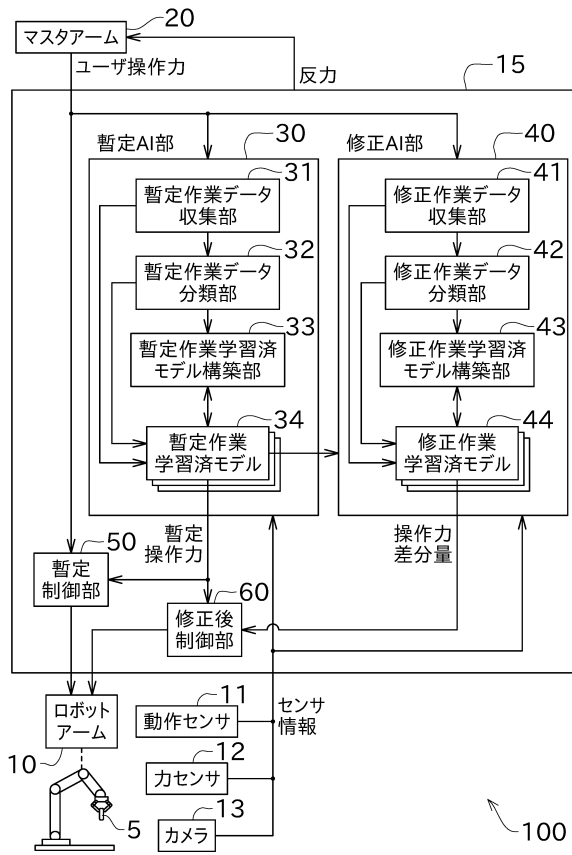 20
マスタアーム
ユーザ操作力
反力
15
暫定AI部
30
修正AI部
40
31
暫定作業データ
収集部
41
修正作業データ
収集部
32
暫定作業データ
分類部
42
修正作業データ
分類部
33
暫定作業学習済
モデル構築部
43
修正作業学習済
モデル構築部
34
暫定作業
学習済モデル
44
修正作業
学習済モデル
50
暫定
制御部
暫定
操作力
操作力
差分量
60
修正後
制御部
ロボット
アーム
10
11
動作センサ
センサ
情報
12
力センサ
13
カメラ
5
100